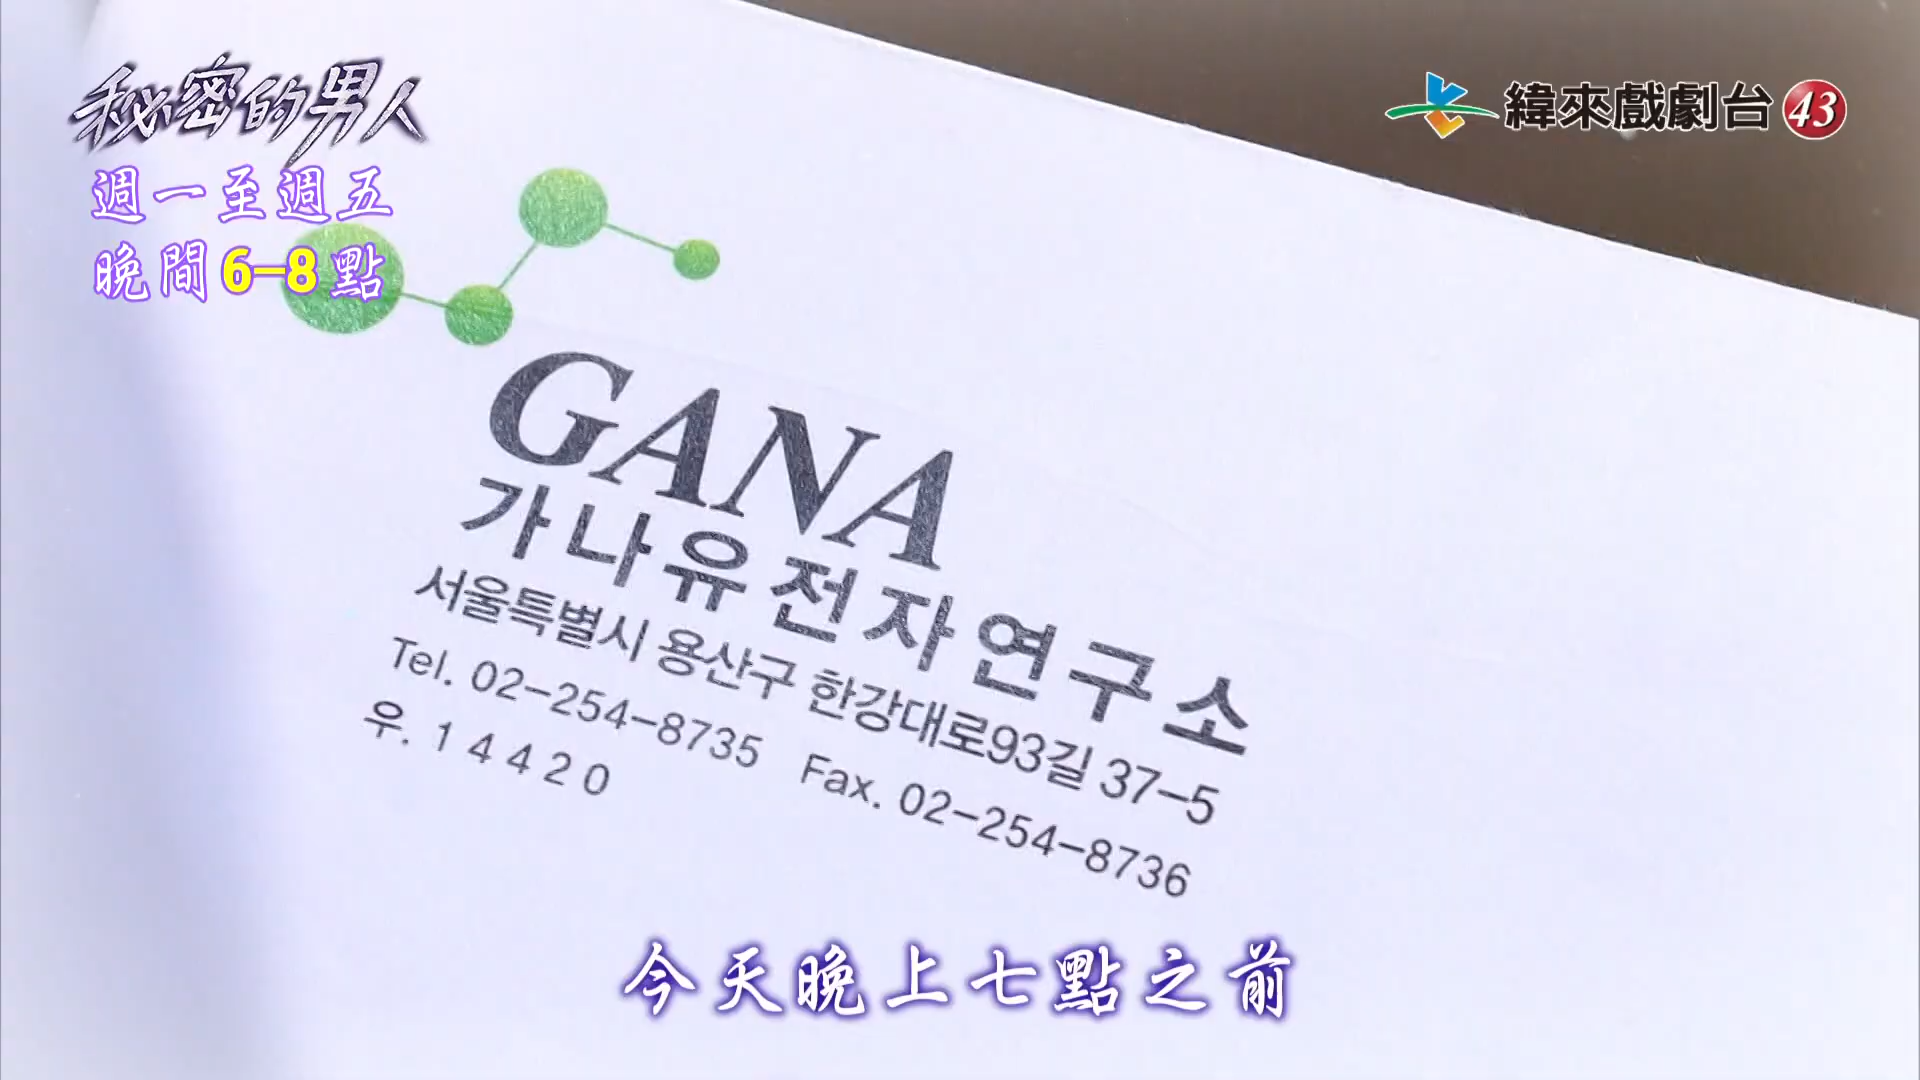 秘密的男人
週一至週五
晚間6-8點
緯來戲劇台 43
GANA
가나유전자연구소
서울특별시 용산구 한강대로93길 37-5
Tel. 02-254-8735 Fax. 02-254-8736
우. 14420
今天晚上七點之前